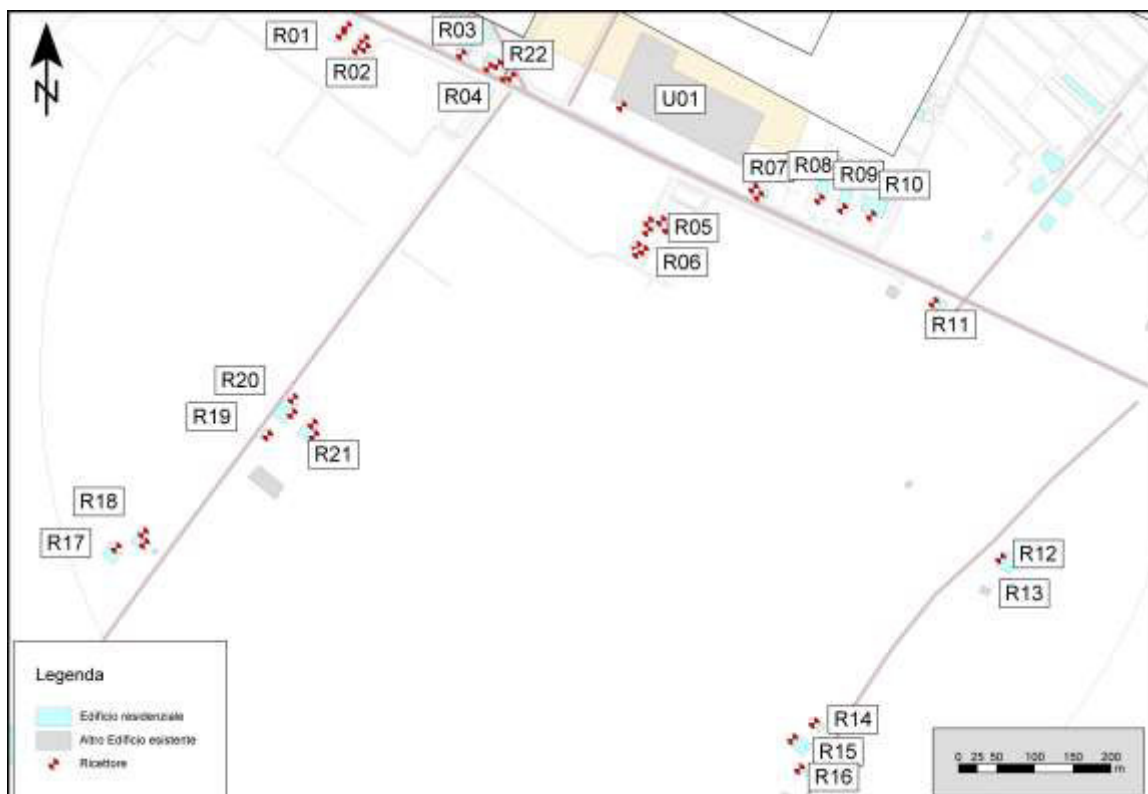 R01
R03
R22
R02
R04
U01
R07
R08
R09
R10
R05
R06
R11
R20
R19
R21
R18
R17
R12
R13
R14
R15
R16
N
Legenda
Edificio residenziale
Altro Edificio esistente
Ricettore
0 25 50 100 150 200
m